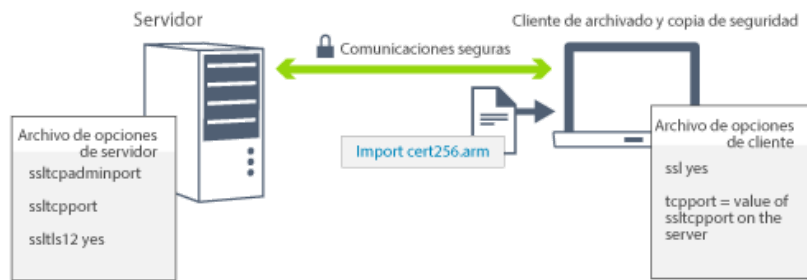 Servidor
Cliente de archivado y copia de seguridad
Comunicaciones seguras
Archivo de opciones
de servidor
ssltcpadminport
ssltcpport
ssltls12 yes
Import cert256.arm
Archivo de opciones
de cliente
ssl yes
tcpport = value of
ssltcpport on the
server